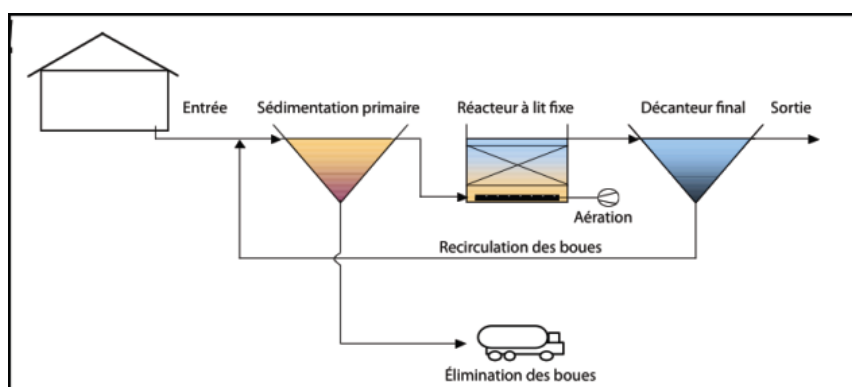 Entrée
Sédimentation primaire
Réacteur à lit fixe
Décanteur final
Sortie
Aération
Recirculation des boues
Élimination des boues